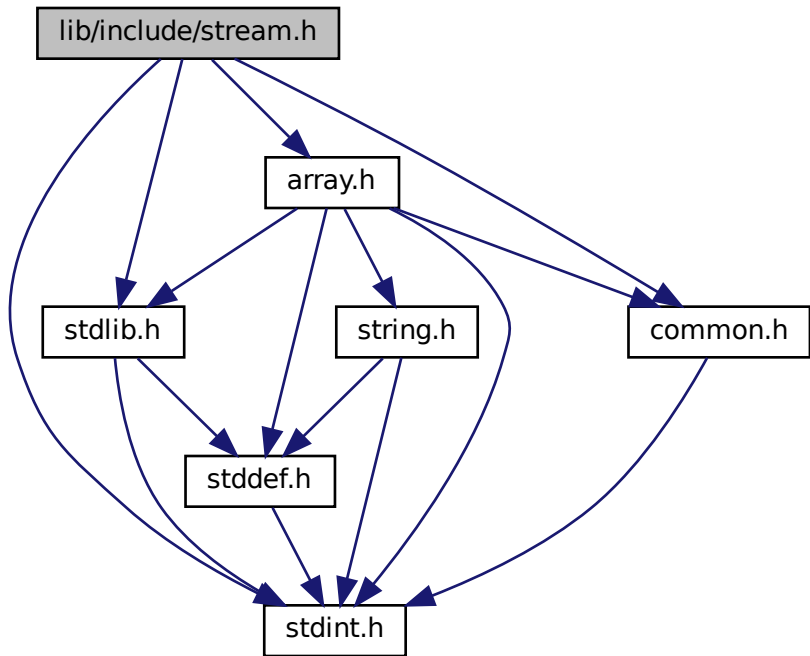 lib/include/stream.h
array.h
stdlib.h
string.h
common.h
stddef.h
stdint.h